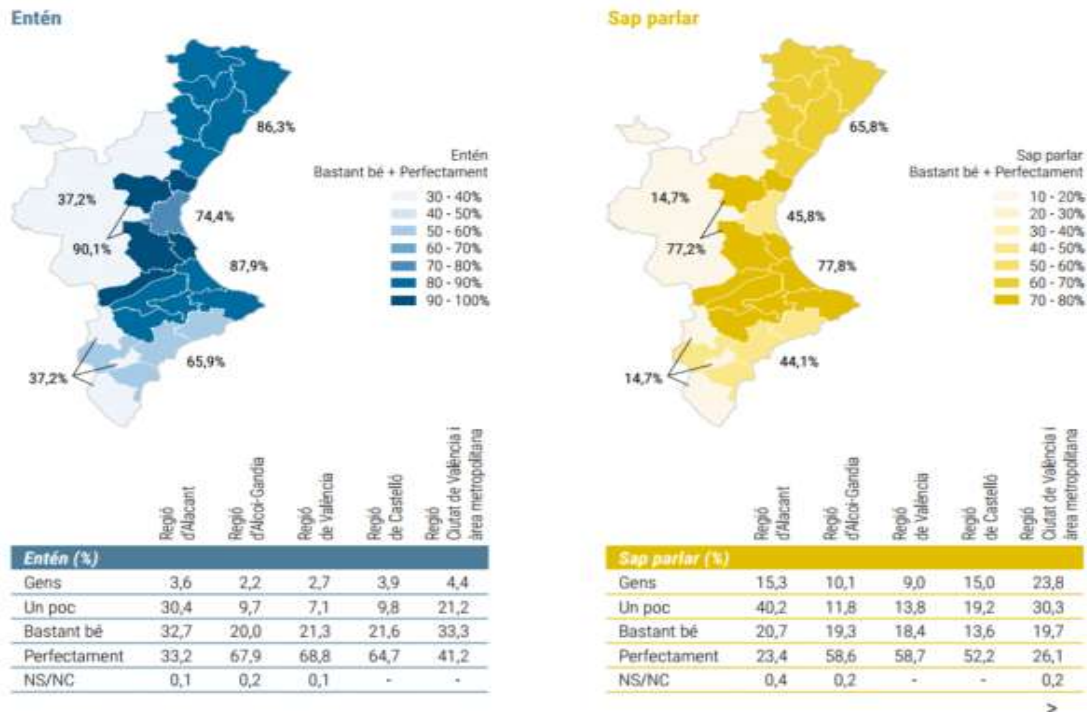 Entén
86,3%
Entén
Bastant bé + Perfectament
30 - 40%
40 - 50%
50 - 60%
60 - 70%
70 - 80%
80 - 90%
90 - 100%
37,2%
74,4%
90,1%
87,9%
65,9%
37,2%
Regió d'Alacant
Regió d'Alcoi-Gandia
Regió de València
Regió de Castelló
Regió Ciutat de València i àrea metropolitana
Entén (%)
Gens 3,6 2,2 2,7 3,9 4,4
Un poc 30,4 9,7 7,1 9,8 21,2
Bastant bé 32,7 20,0 21,3 21,6 33,3
Perfectament 33,2 67,9 68,8 64,7 41,2
NS/NC 0,1 0,2 0,1 - -
Sap parlar
65,8%
Sap parlar
Bastant bé + Perfectament
10 - 20%
20 - 30%
30 - 40%
40 - 50%
50 - 60%
60 - 70%
70 - 80%
14,7%
45,8%
77,2%
77,8%
44,1%
14,7%
Regió d'Alacant
Regió d'Alcoi-Gandia
Regió de València
Regió de Castelló
Regió Ciutat de València i àrea metropolitana
Sap parlar (%)
Gens 15,3 10,1 9,0 15,0 23,8
Un poc 40,2 11,8 13,8 19,2 30,3
Bastant bé 20,7 19,3 18,4 13,6 19,7
Perfectament 23,4 58,6 58,7 52,2 26,1
NS/NC 0,4 0,2 - - 0,2
>